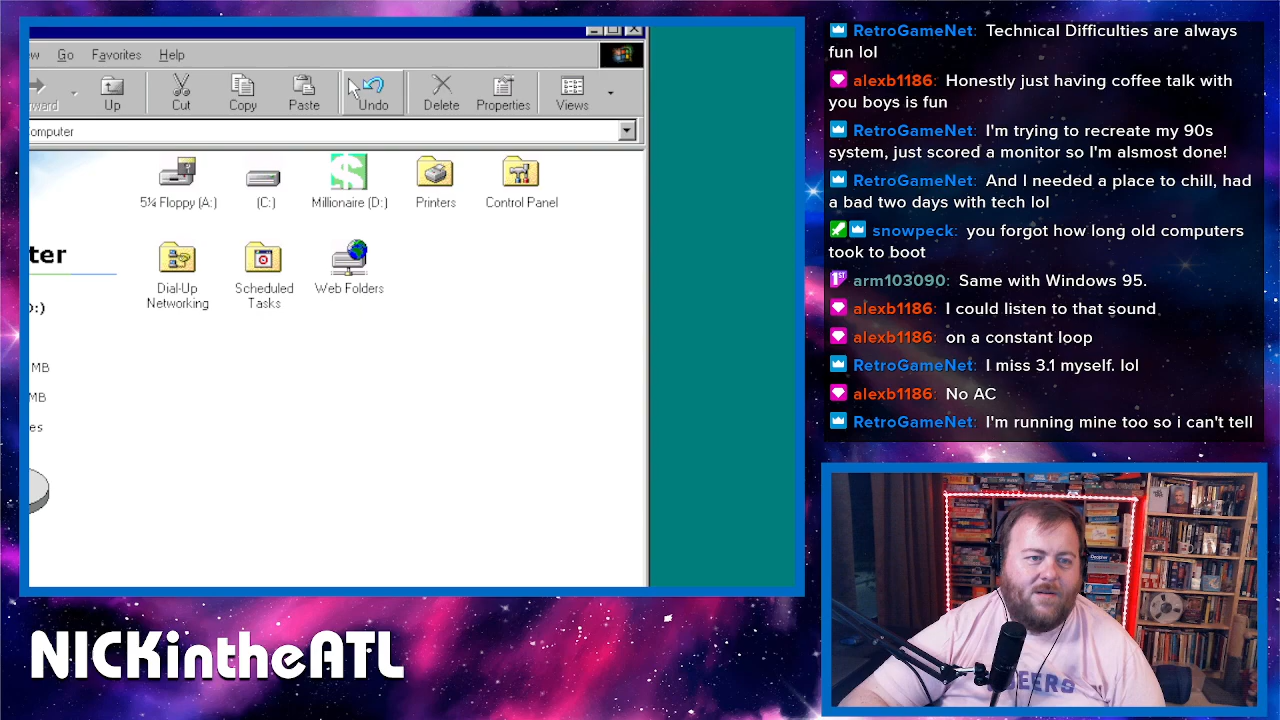 ew Go Favorites Help
ward Up Cut Copy Paste Undo Delete Properties Views
omputer
5¼ Floppy (A:) (C:) Millionaire (D:) Printers Control Panel
ter
Dial-Up Networking Scheduled Tasks Web Folders
D:)
MB
MB
es
RetroGameNet: Technical Difficulties are always
fun lol
alexb1186: Honestly just having coffee talk with
you boys is fun
RetroGameNet: I'm trying to recreate my 90s
system, just scored a monitor so I'm alsmost done!
RetroGameNet: And I needed a place to chill, had
a bad two days with tech lol
snowpeck: you forgot how long old computers
took to boot
1ST arm103090: Same with Windows 95.
alexb1186: I could listen to that sound
alexb1186: on a constant loop
RetroGameNet: I miss 3.1 myself. lol
alexb1186: No AC
RetroGameNet: I'm running mine too so i can't tell
NICKintheATL